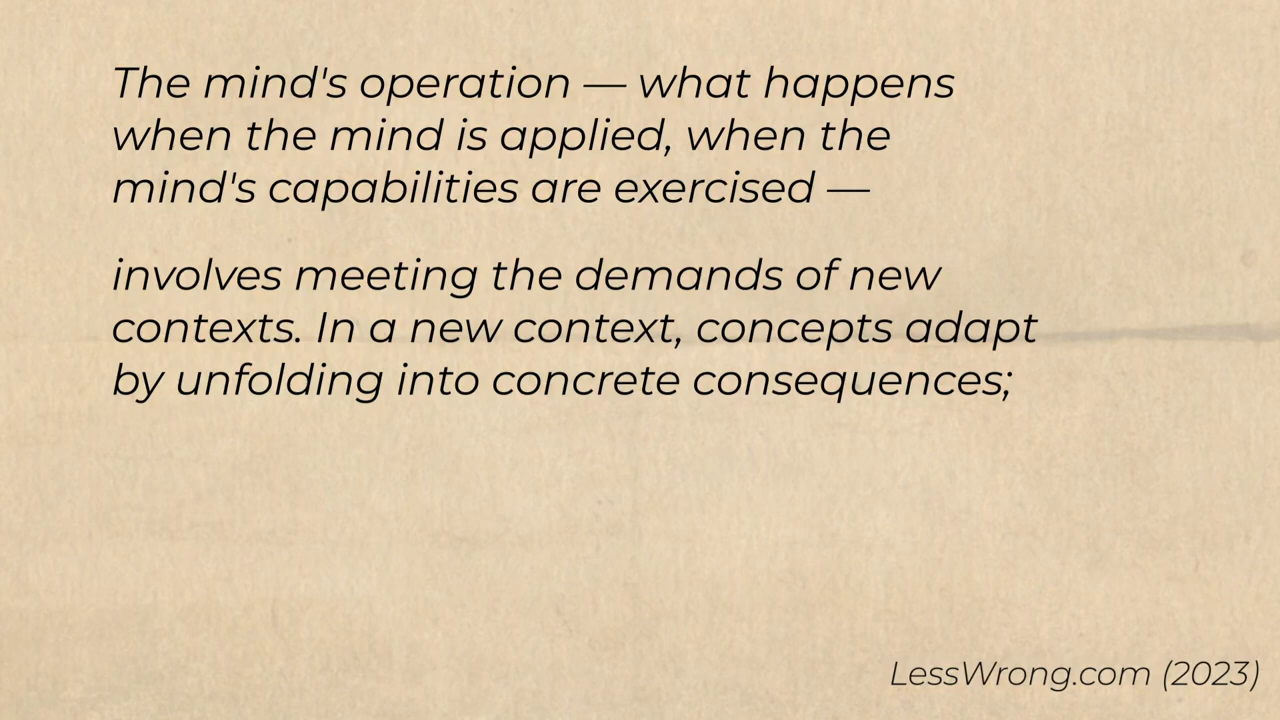 The mind's operation — what happens
when the mind is applied, when the
mind's capabilities are exercised —
involves meeting the demands of new
contexts. In a new context, concepts adapt
by unfolding into concrete consequences;
LessWrong.com (2023)